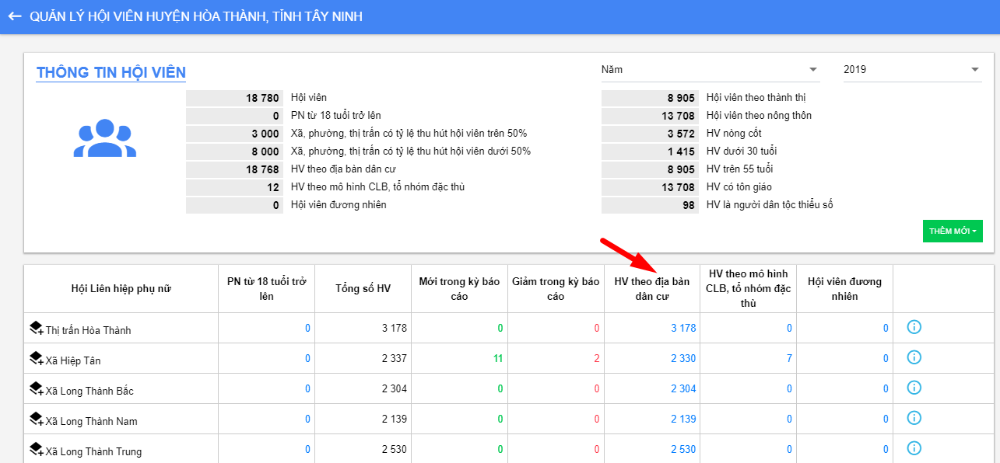 QUẢN LÝ HỘI VIÊN HUYỆN HÒA THÀNH, TỈNH TÂY NINH
THÔNG TIN HỘI VIÊN
Năm
2019
18 780 Hội viên
0 PN từ 18 tuổi trở lên
3 000 Xã, phường, thị trấn có tỷ lệ thu hút hội viên trên 50%
8 000 Xã, phường, thị trấn có tỷ lệ thu hút hội viên dưới 50%
18 768 HV theo địa bàn dân cư
12 HV theo mô hình CLB, tổ nhóm đặc thù
0 Hội viên đương nhiên
8 905 Hội viên theo thành thị
13 708 Hội viên theo nông thôn
3 572 HV nòng cốt
1 415 HV dưới 30 tuổi
8 905 HV trên 55 tuổi
13 708 HV có tôn giáo
98 HV là người dân tộc thiểu số
THÊM MỚI
Hội Liên hiệp phụ nữ
PN từ 18 tuổi trở
lên
Tổng số HV
Mới trong kỳ báo
cáo
Giảm trong kỳ báo
cáo
HV theo địa bàn
dân cư
HV theo mô hình
CLB, tổ nhóm đặc
thù
Hội viên đương
nhiên
Thị trấn Hòa Thành 0 3 178 0 0 3 178 0 0
Xã Hiệp Tân 0 2 337 11 2 2 330 7 0
Xã Long Thành Bắc 0 2 304 0 0 2 304 0 0
Xã Long Thành Nam 0 2 139 0 0 2 139 0 0
Xã Long Thành Trung 0 2 530 0 0 2 530 0 0